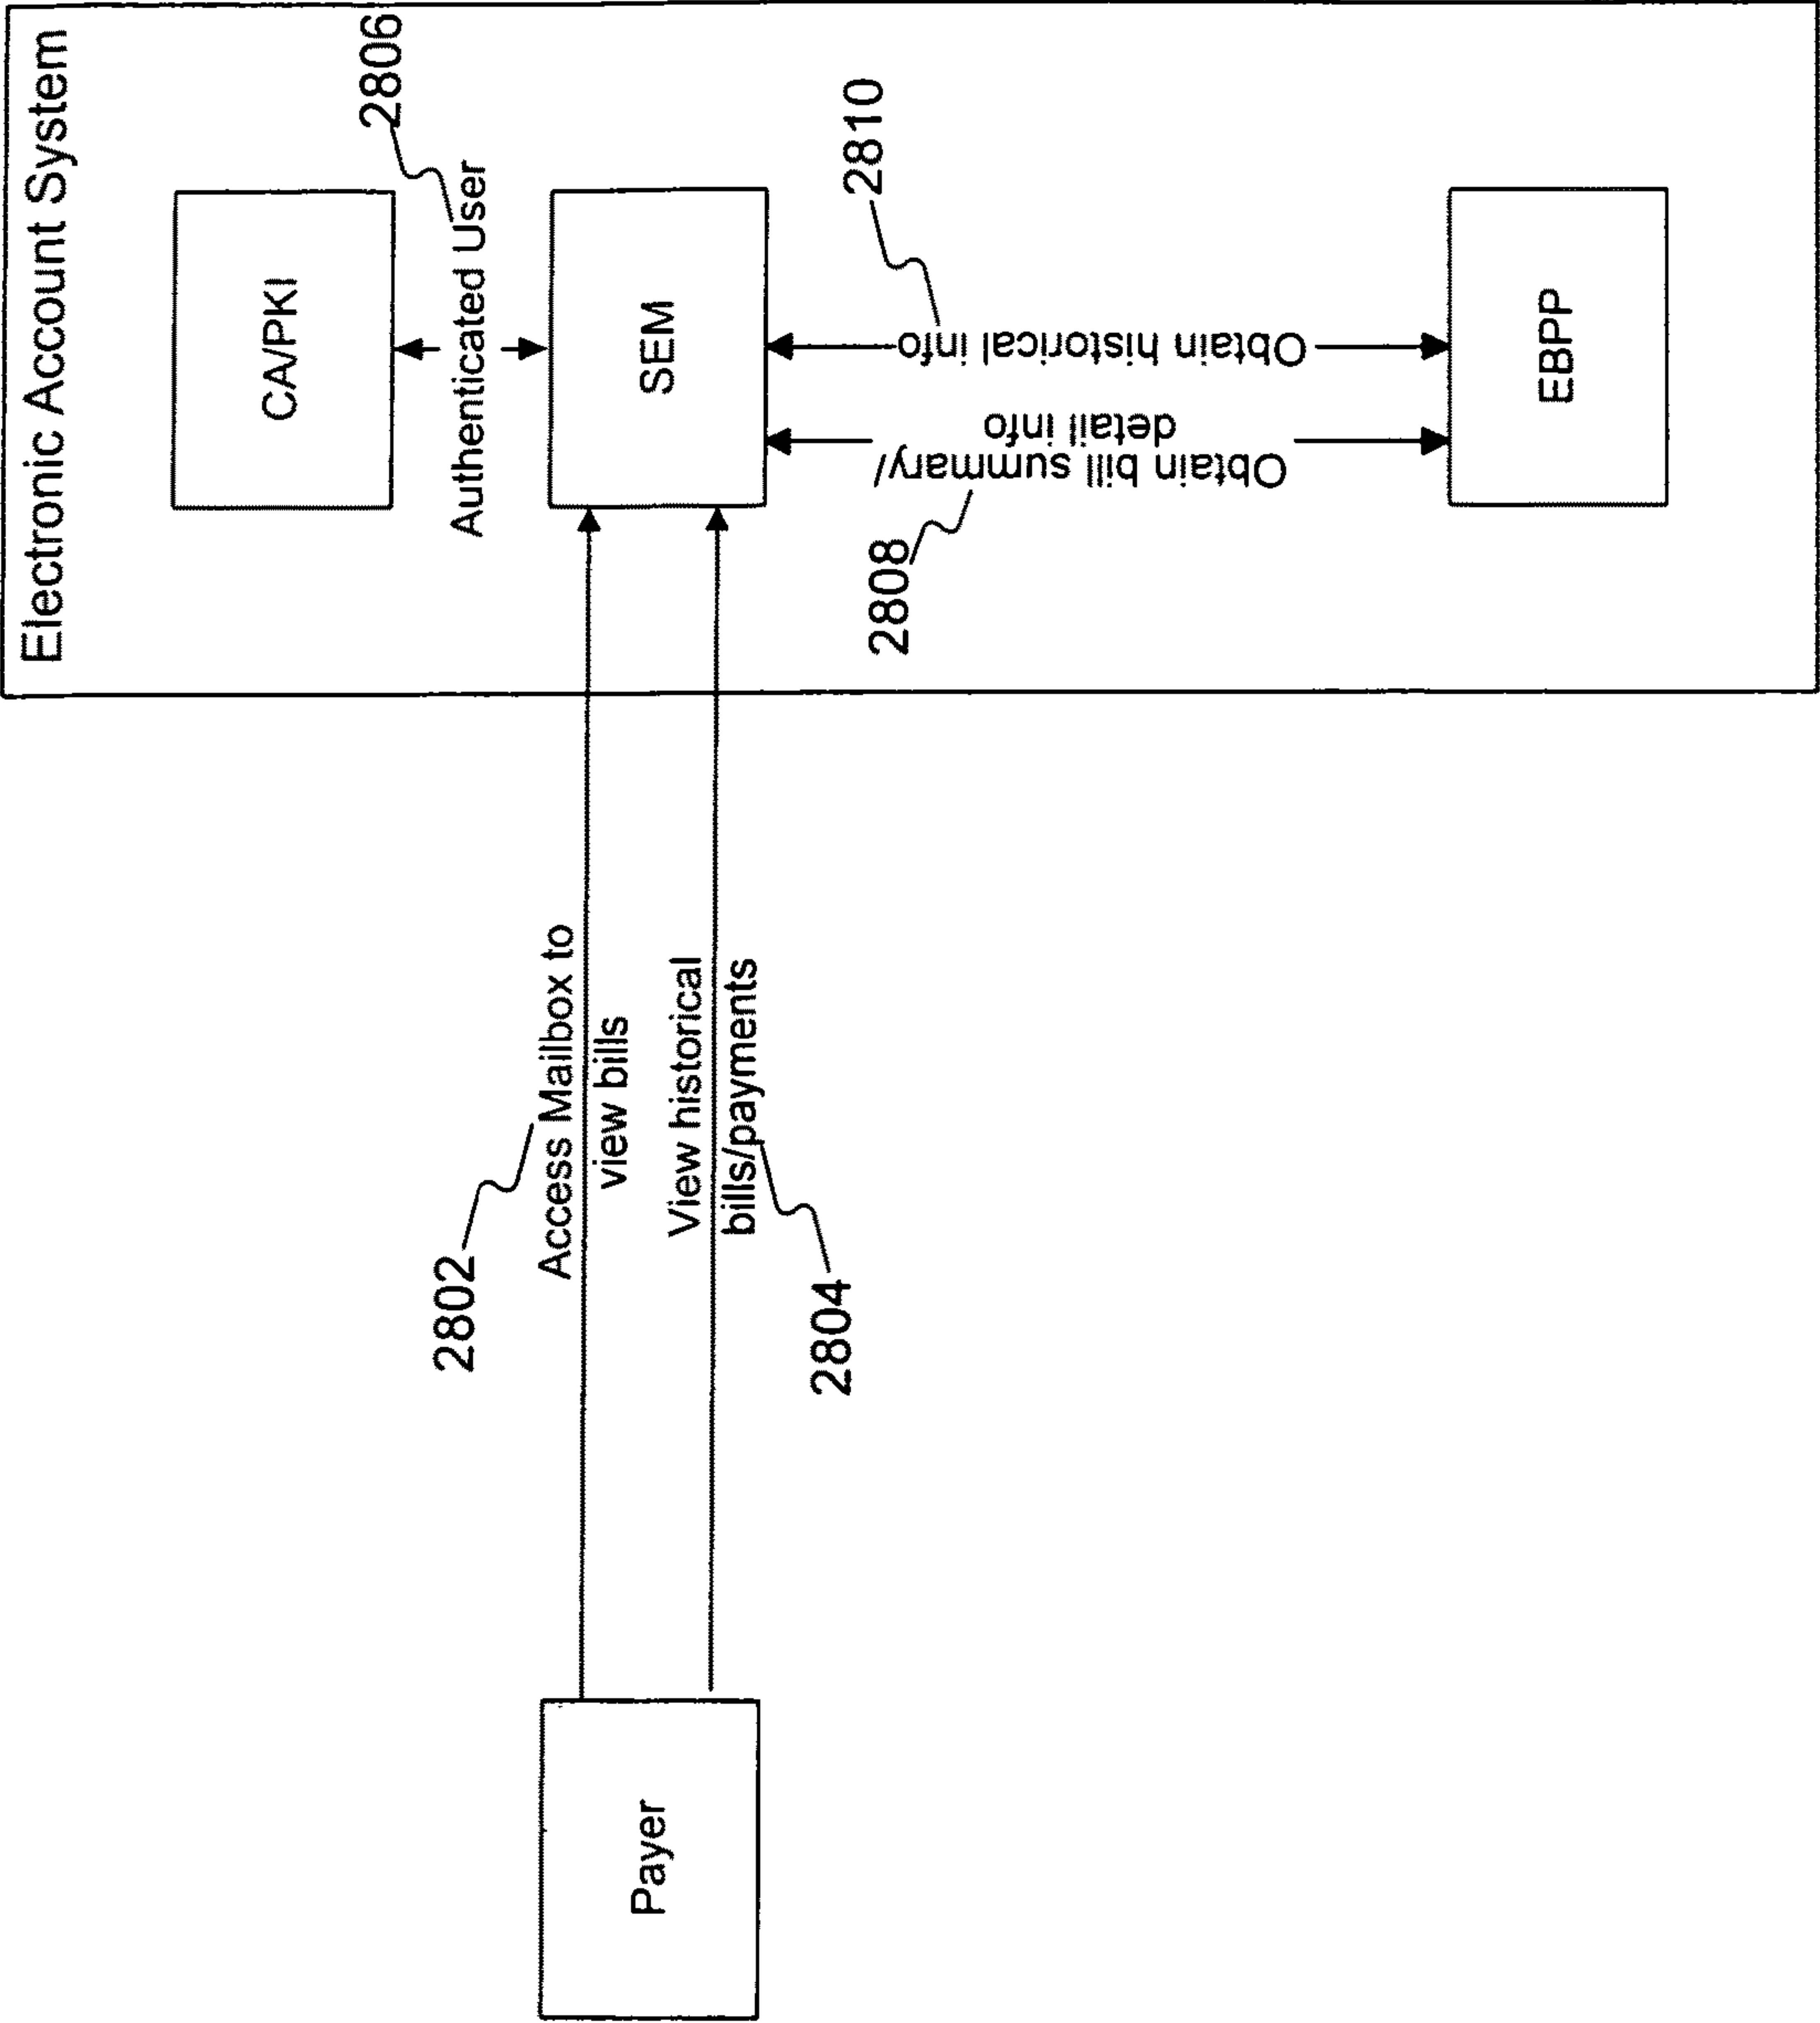 Electronic Account System
CA/PKI
2806
Authenticated User
2802
Access Mailbox to
view bills
SEM
View historical
bills/payments
2804
Payer
2808
Obtain bill summary/
detail info
2810
Obtain historical info
EBPP